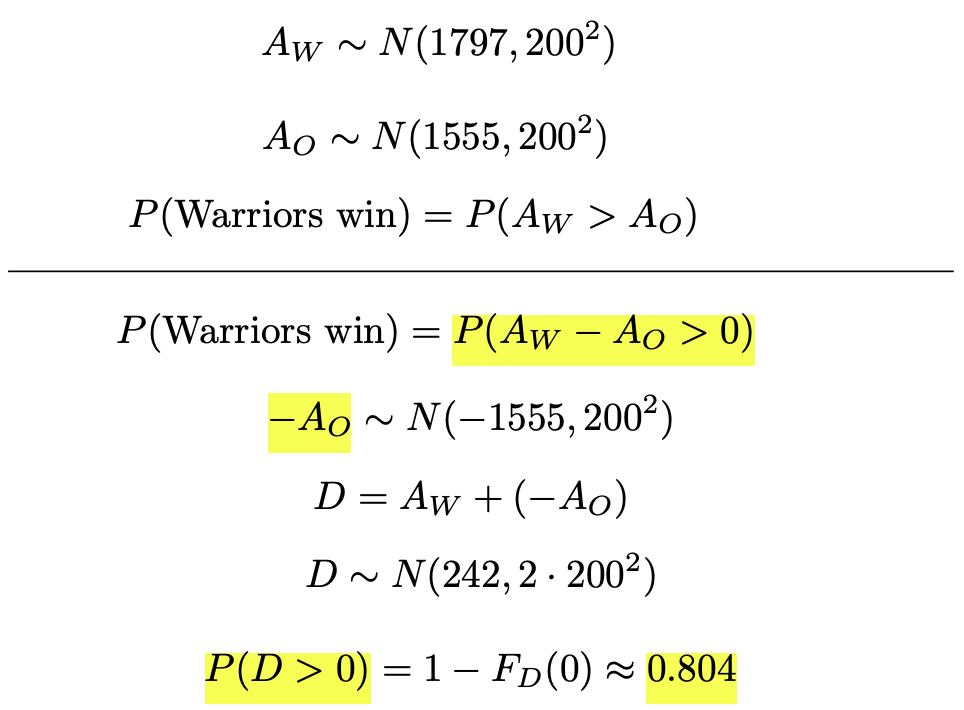 A_W ∼ N(1797, 200²)
A_O ∼ N(1555, 200²)
P(Warriors win) = P(A_W > A_O)
P(Warriors win) = P(A_W − A_O > 0)
−A_O ∼ N(−1555, 200²)
D = A_W + (−A_O)
D ∼ N(242, 2 · 200²)
P(D > 0) = 1 − F_D(0) ≈ 0.804